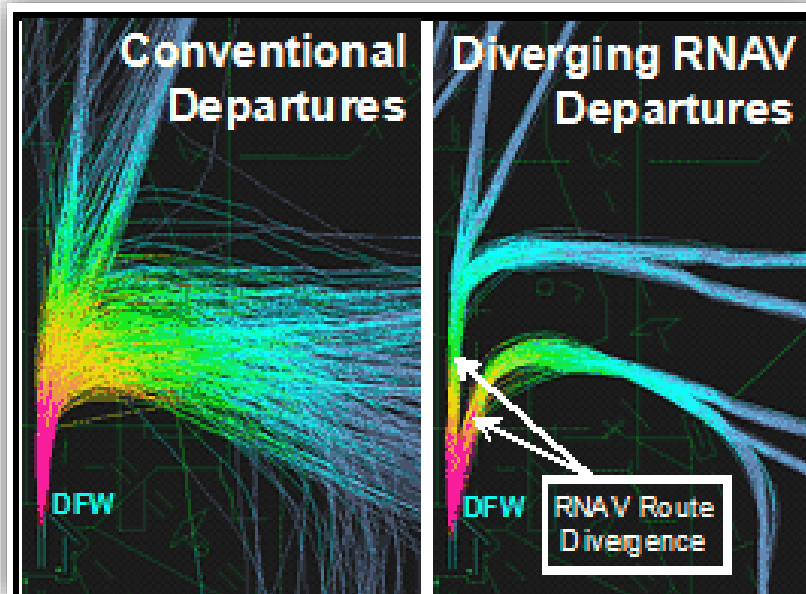 Conventional
Departures
DFW
Diverging RNAV
Departures
DFW
RNAV Route
Divergence